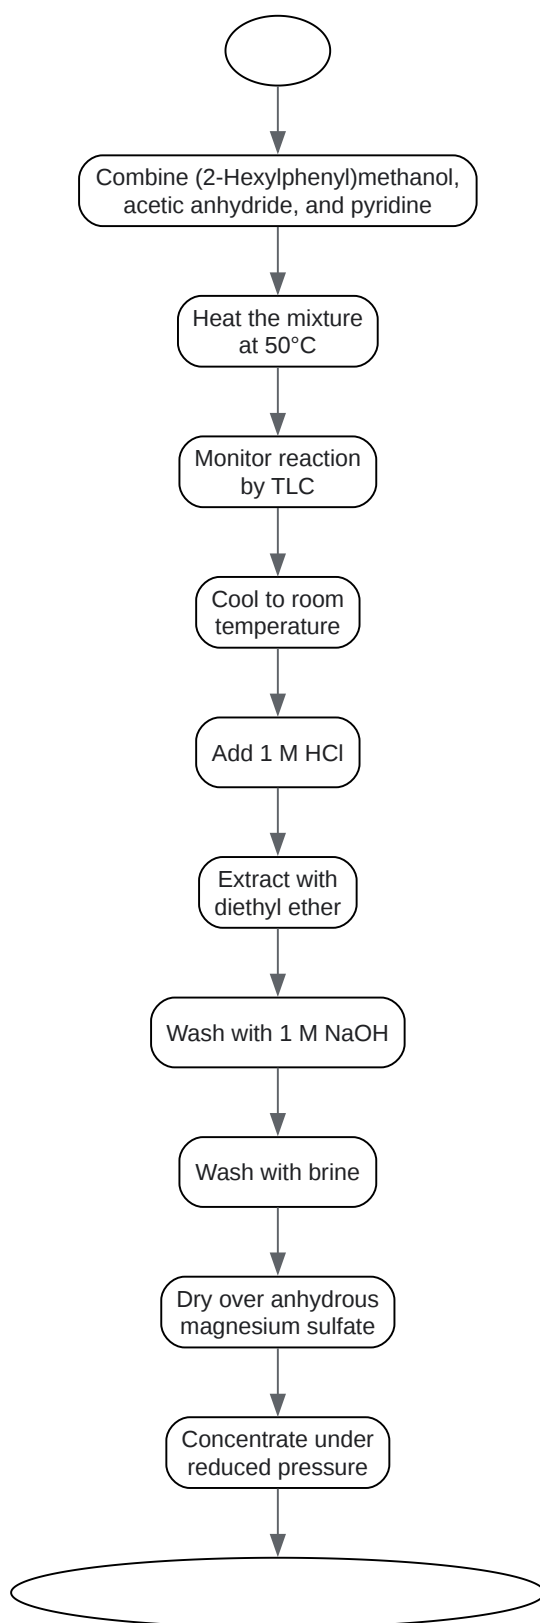 Combine (2-Hexylphenyl)methanol,
acetic anhydride, and pyridine
Heat the mixture
at 50°C
Monitor reaction
by TLC
Cool to room
temperature
Add 1 M HCl
Extract with
diethyl ether
Wash with 1 M NaOH
Wash with brine
Dry over anhydrous
magnesium sulfate
Concentrate under
reduced pressure